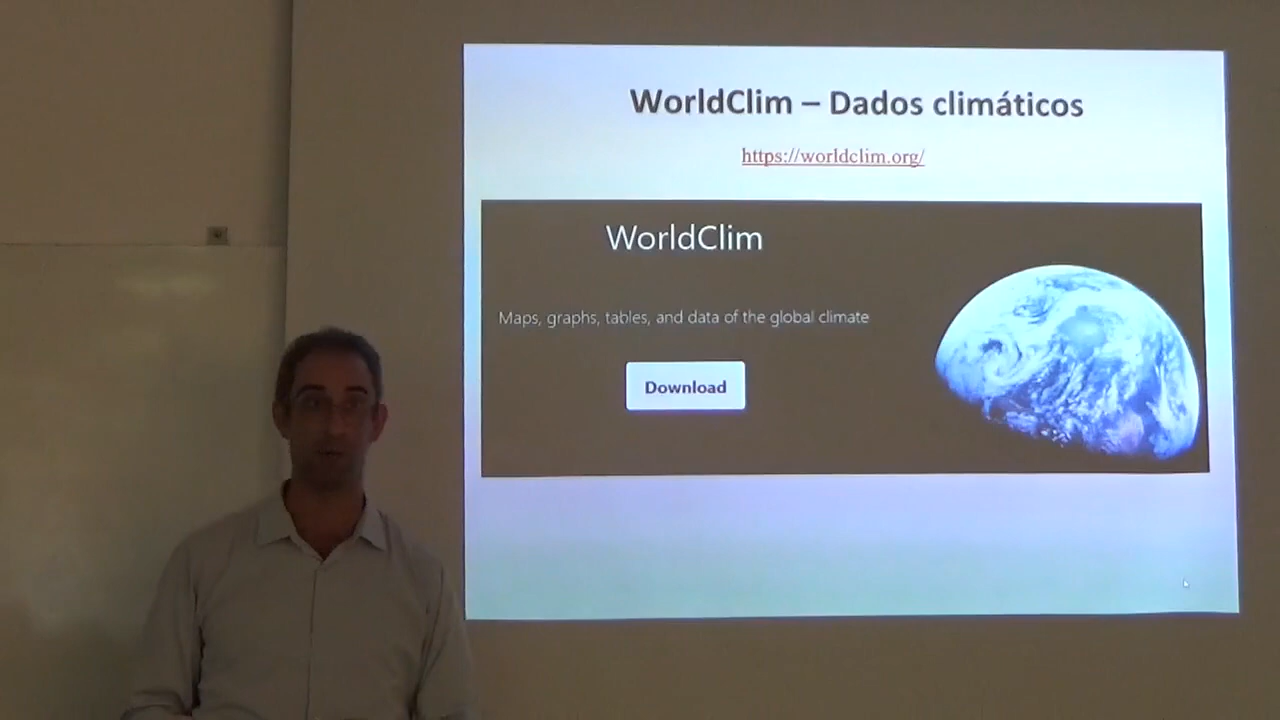 WorldClim – Dados climáticos
https://worldclim.org/
WorldClim
Maps, graphs, tables, and data of the global climate
Download